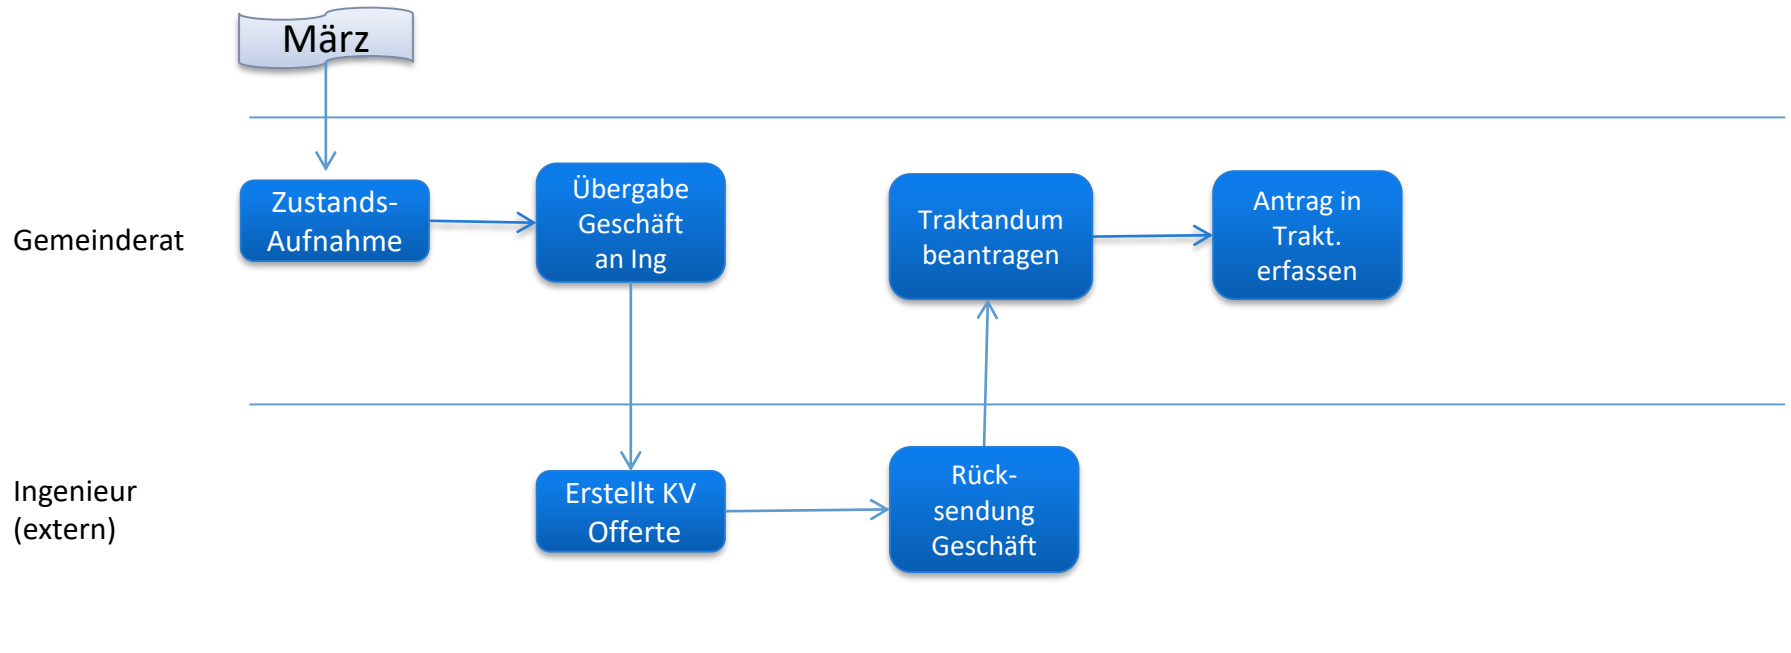 März
Gemeinderat
Zustands-
Aufnahme
Übergabe
Geschäft
an Ing
Traktandum
beantragen
Antrag in
Trakt.
erfassen
Ingenieur
(extern)
Erstellt KV
Offerte
Rück-
sendung
Geschäft